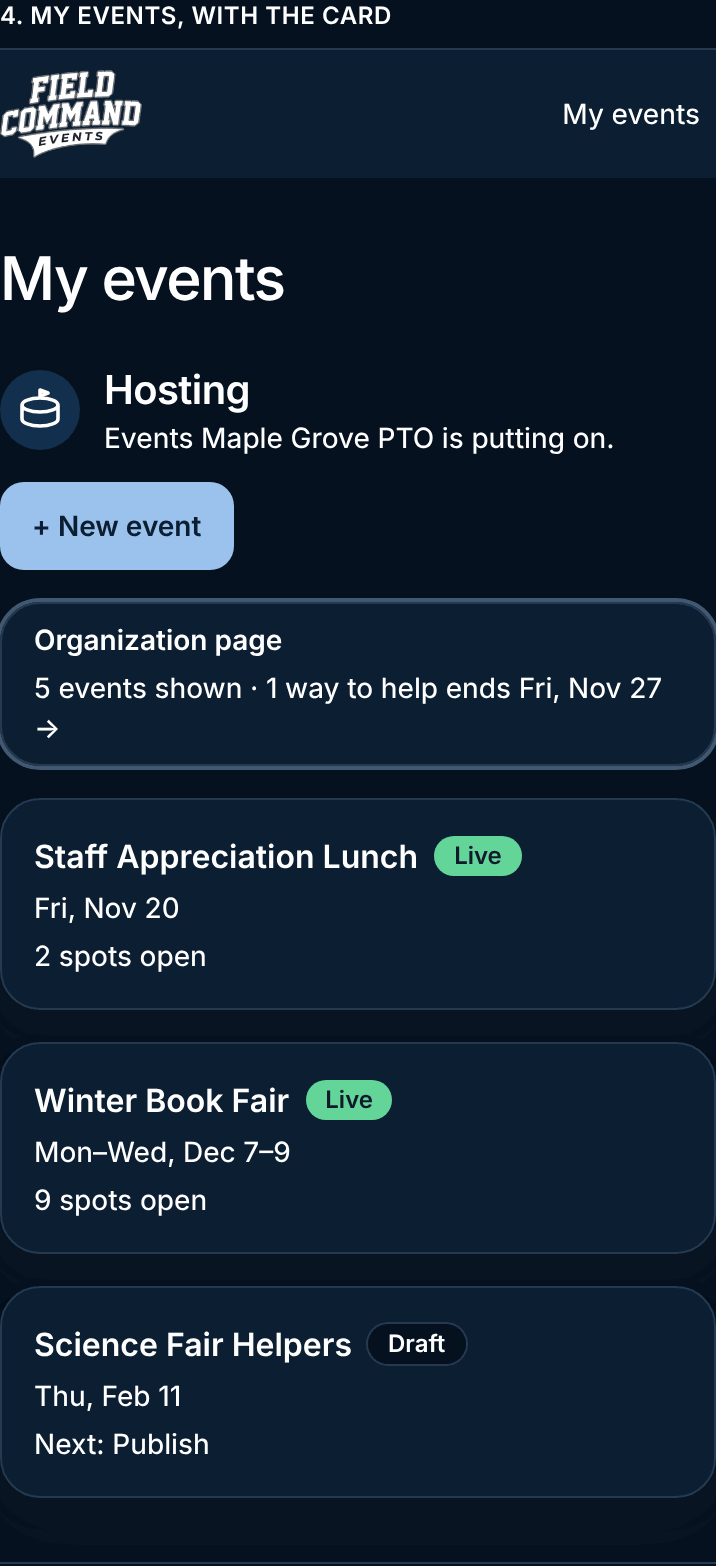 4. MY EVENTS, WITH THE CARD
FIELD
COMMAND
EVENTS
My events
My events
Hosting
Events Maple Grove PTO is putting on.
+ New event
Organization page
5 events shown · 1 way to help ends Fri, Nov 27
→
Staff Appreciation Lunch Live
Fri, Nov 20
2 spots open
Winter Book Fair Live
Mon–Wed, Dec 7–9
9 spots open
Science Fair Helpers Draft
Thu, Feb 11
Next: Publish